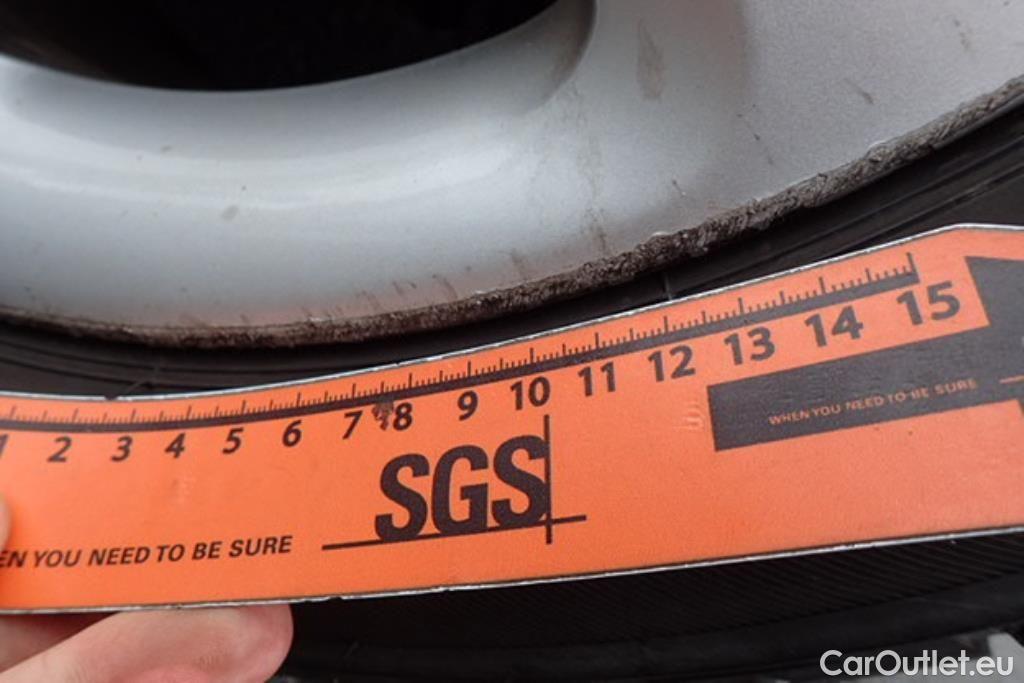 1 2 3 4 5 6 7 8 9 10 11 12 13 14 15
WHEN YOU NEED TO BE SURE
SGS
EN YOU NEED TO BE SURE
CarOutlet.eu